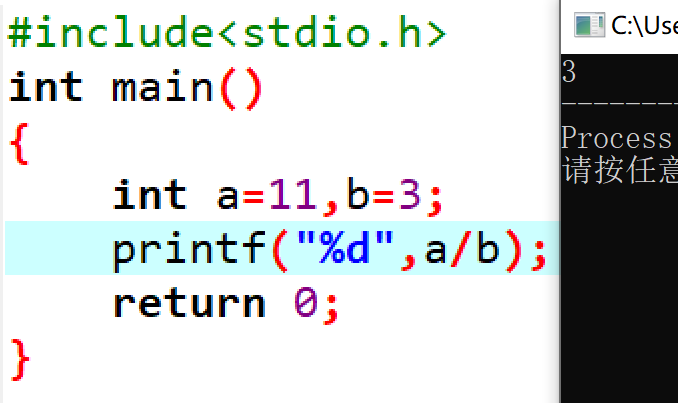 #include<stdio.h>
int main()
{
int a=11,b=3;
printf("%d",a/b);
return 0;
}
C:\Use
3
--------
Process
请按任意